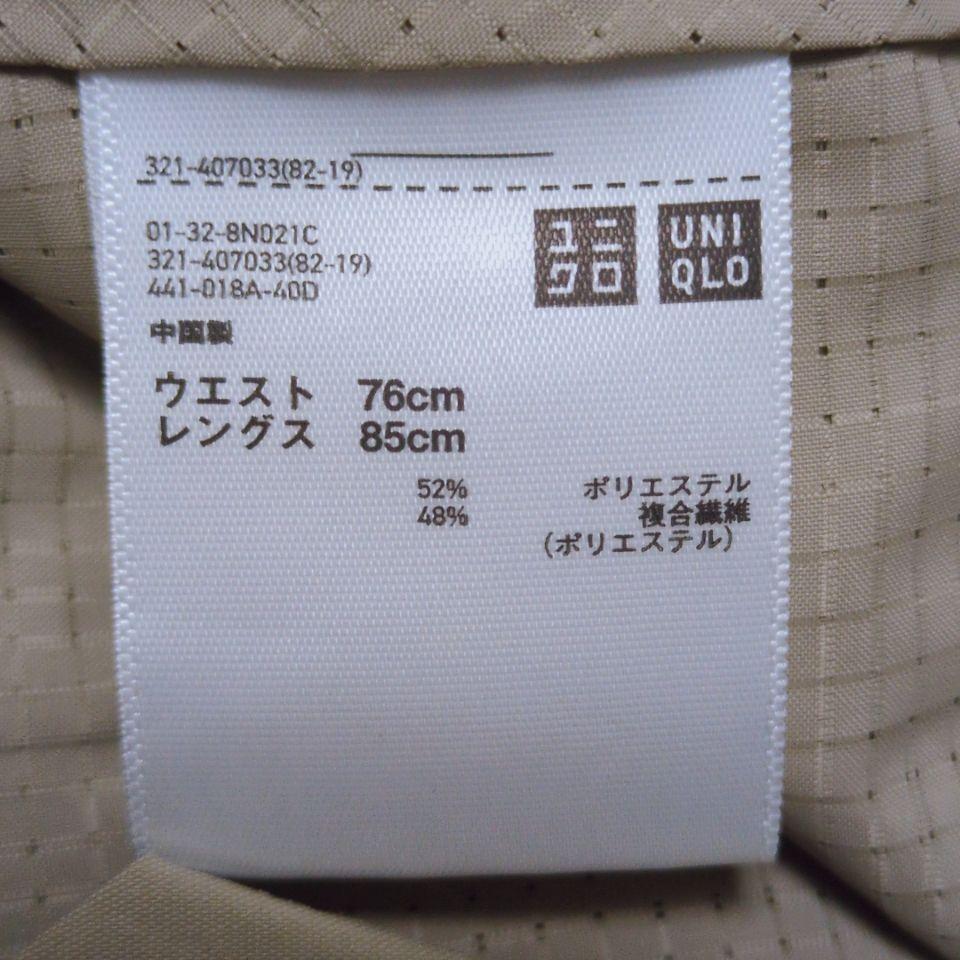 321-407033(82-19)
01-32-8N021C
321-407033(82-19)
441-018A-40D
中国製
ユニ
クロ
UNI
QLO
ウエスト 76cm
レングス 85cm
52% ポリエステル
48% 複合繊維
(ポリエステル)